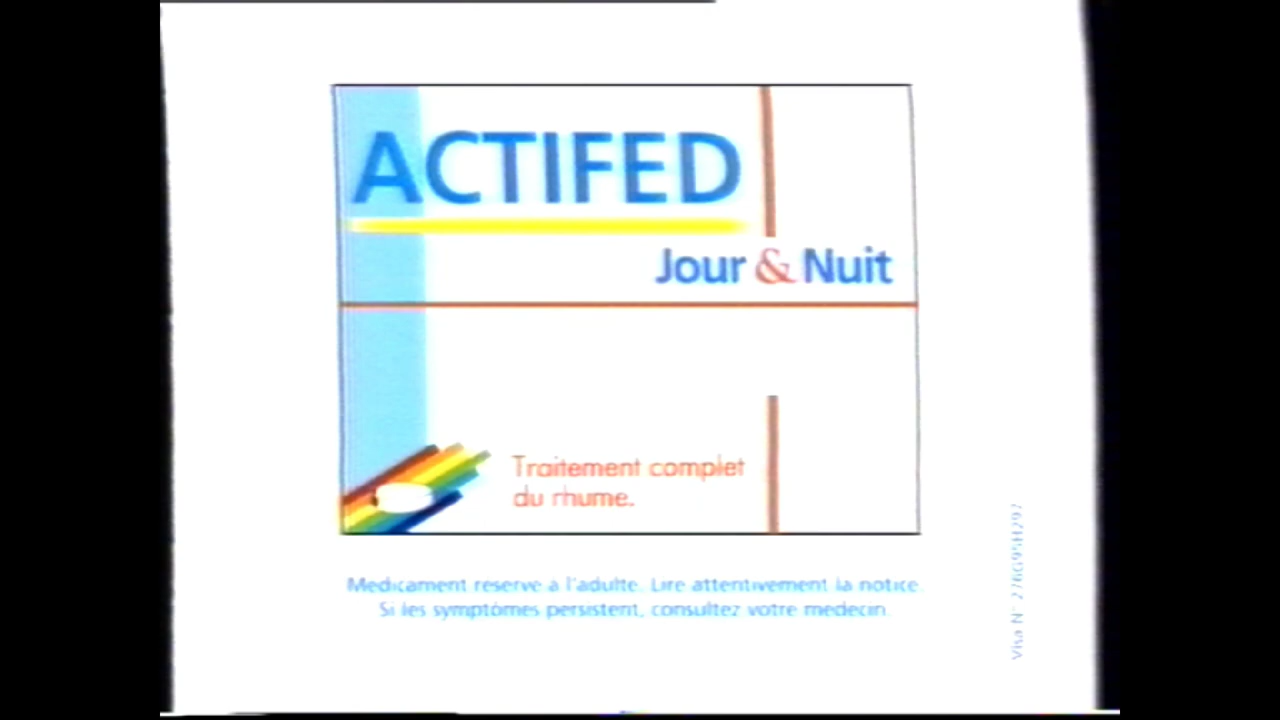 ACTIFED
Jour & Nuit
Traitement complet
du rhume.
Medicament reserve a l'adulte. Lire attentivement la notice.
Si les symptômes persistent, consultez votre medecin.
Visa N°